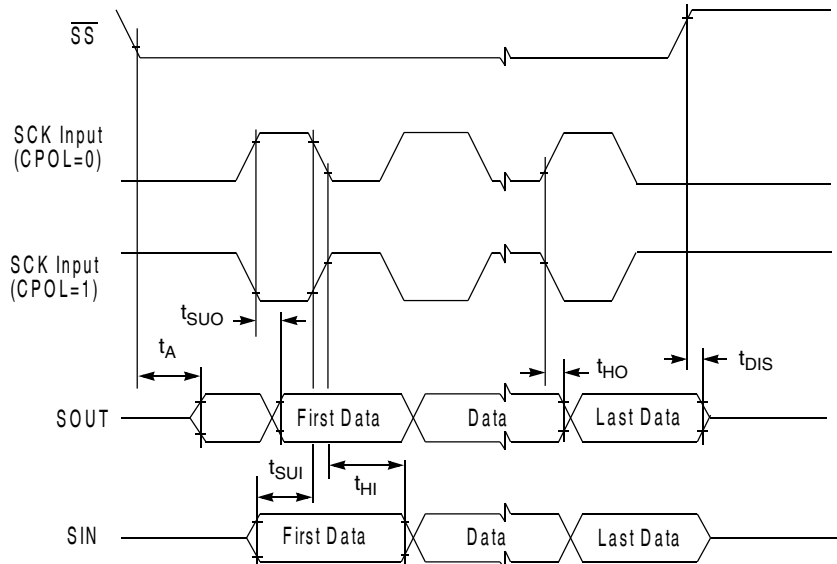 SS
SCK Input
(CPOL=0)
SCK Input
(CPOL=1)
tSUO
tA
tHO
tDIS
SOUT
First Data
Data
Last Data
tSUI
tHI
SIN
First Data
Data
Last Data